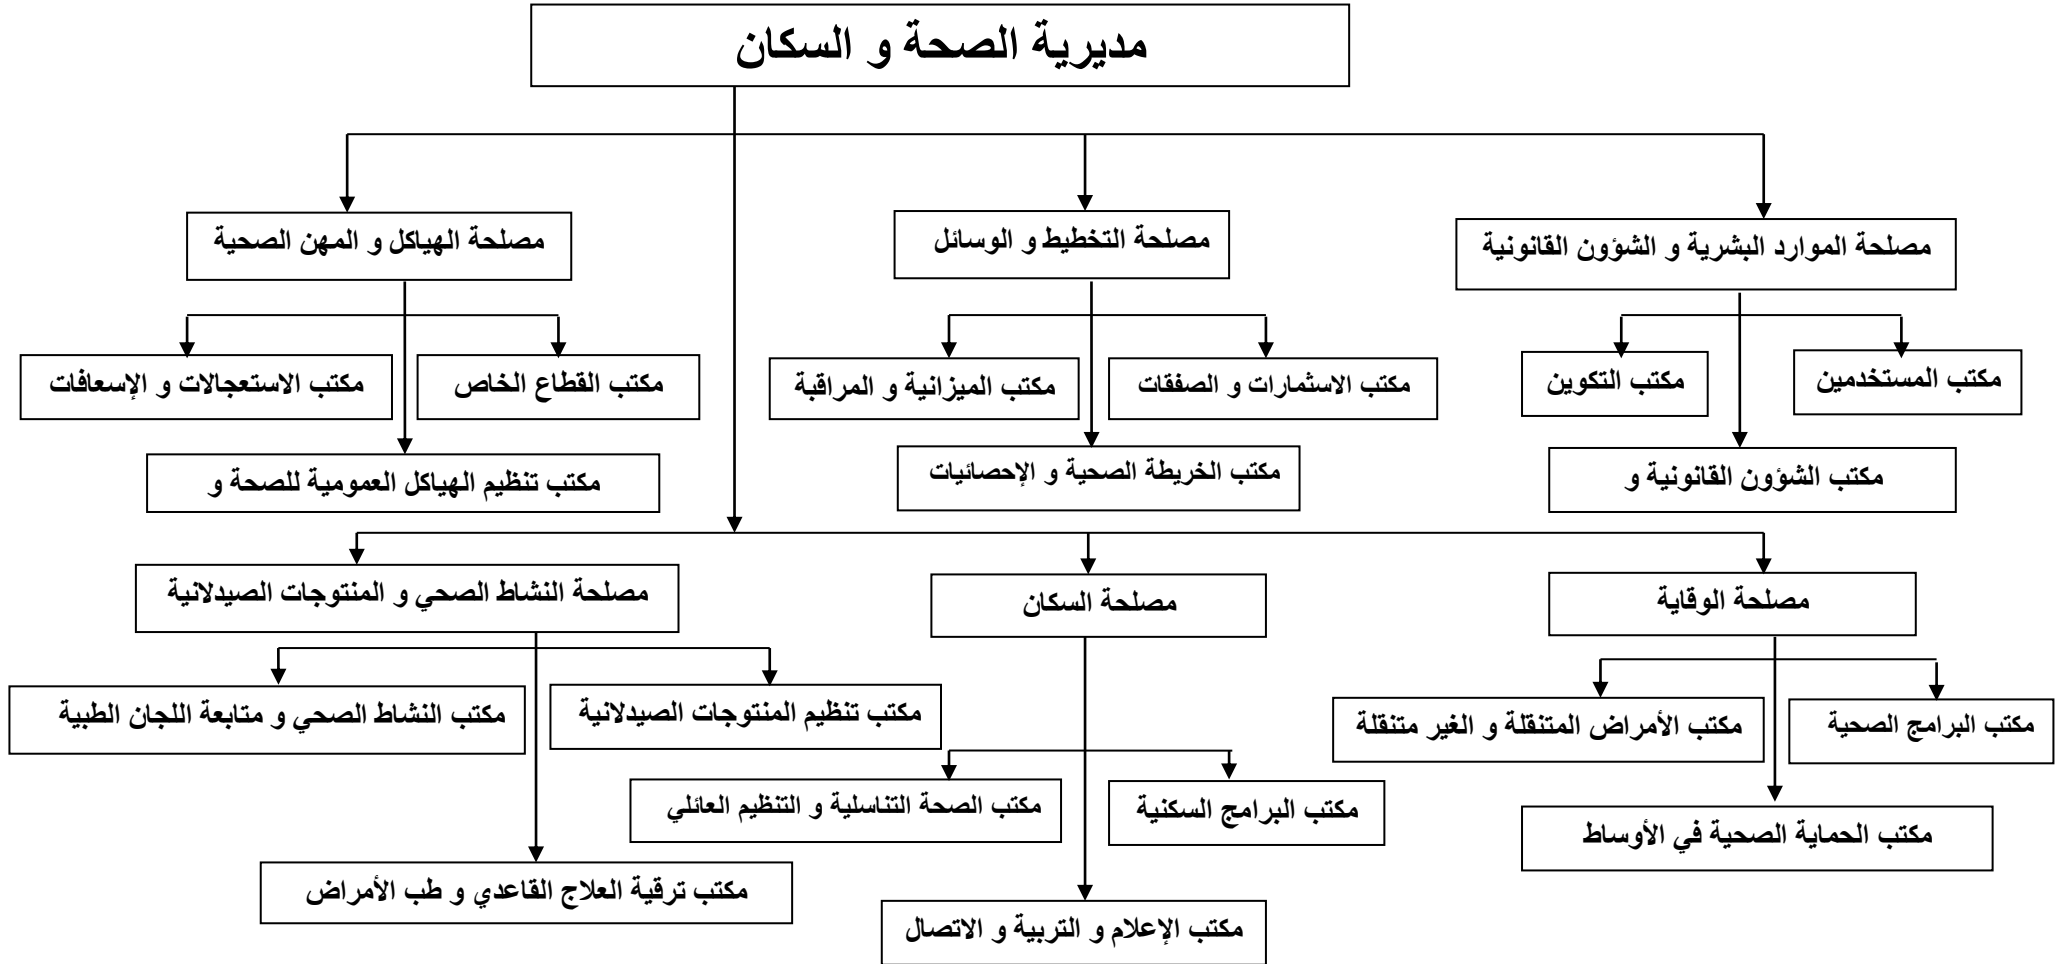 مديرية الصحة و السكان
مصلحة الموارد البشرية و الشؤون القانونية
مصلحة التخطيط و الوسائل
مصلحة الهياكل و المهن الصحية
مكتب المستخدمين
مكتب التكوين
مكتب الاستثمارات و الصفقات
مكتب الميزانية و المراقبة
مكتب القطاع الخاص
مكتب الاستعجالات و الإسعافات
مكتب الشؤون القانونية و
مكتب الخريطة الصحية و الإحصائيات
مكتب تنظيم الهياكل العمومية للصحة و
مصلحة الوقاية
مصلحة السكان
مصلحة النشاط الصحي و المنتوجات الصيدلانية
مكتب البرامج الصحية
مكتب الأمراض المتنقلة و الغير متنقلة
مكتب تنظيم المنتوجات الصيدلانية
مكتب النشاط الصحي و متابعة اللجان الطبية
مكتب البرامج السكنية
مكتب الصحة التناسلية و التنظيم العائلي
مكتب الحماية الصحية في الأوساط
مكتب ترقية العلاج القاعدي و طب الأمراض
مكتب الإعلام و التربية و الاتصال